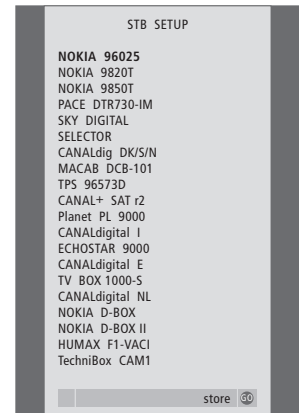 STB SETUP
NOKIA 96025
NOKIA 9820T
NOKIA 9850T
PACE DTR730-IM
SKY DIGITAL
SELECTOR
CANALdig DK/S/N
MACAB DCB-101
TPS 96573D
CANAL+ SAT r2
Planet PL 9000
CANALdigital I
ECHOSTAR 9000
CANALdigital E
TV BOX 1000-S
CANALdigital NL
NOKIA D-BOX
NOKIA D-BOX II
HUMAX F1-VACI
TechniBox CAM1
store GO